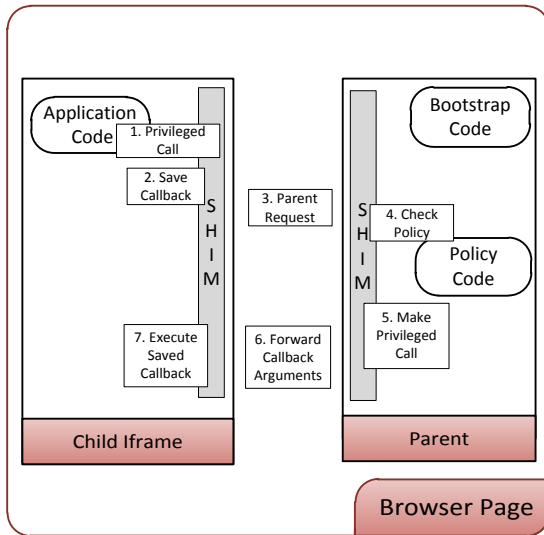 Application
Code
1. Privileged
Call
2. Save
Callback
S
H
I
M
7. Execute
Saved
Callback
Child Iframe
3. Parent
Request
6. Forward
Callback
Arguments
Bootstrap
Code
S
H
I
M
4. Check
Policy
Policy
Code
5. Make
Privileged
Call
Parent
Browser Page